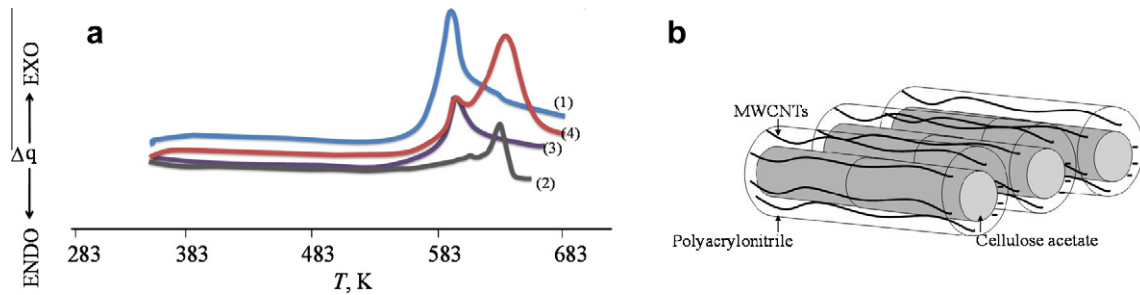 a
EXO
Δq
ENDO
(1)
(4)
(3)
(2)
283 383 483 583 683
T, K
b
MWCNTs
Polyacrylonitrile
Cellulose acetate